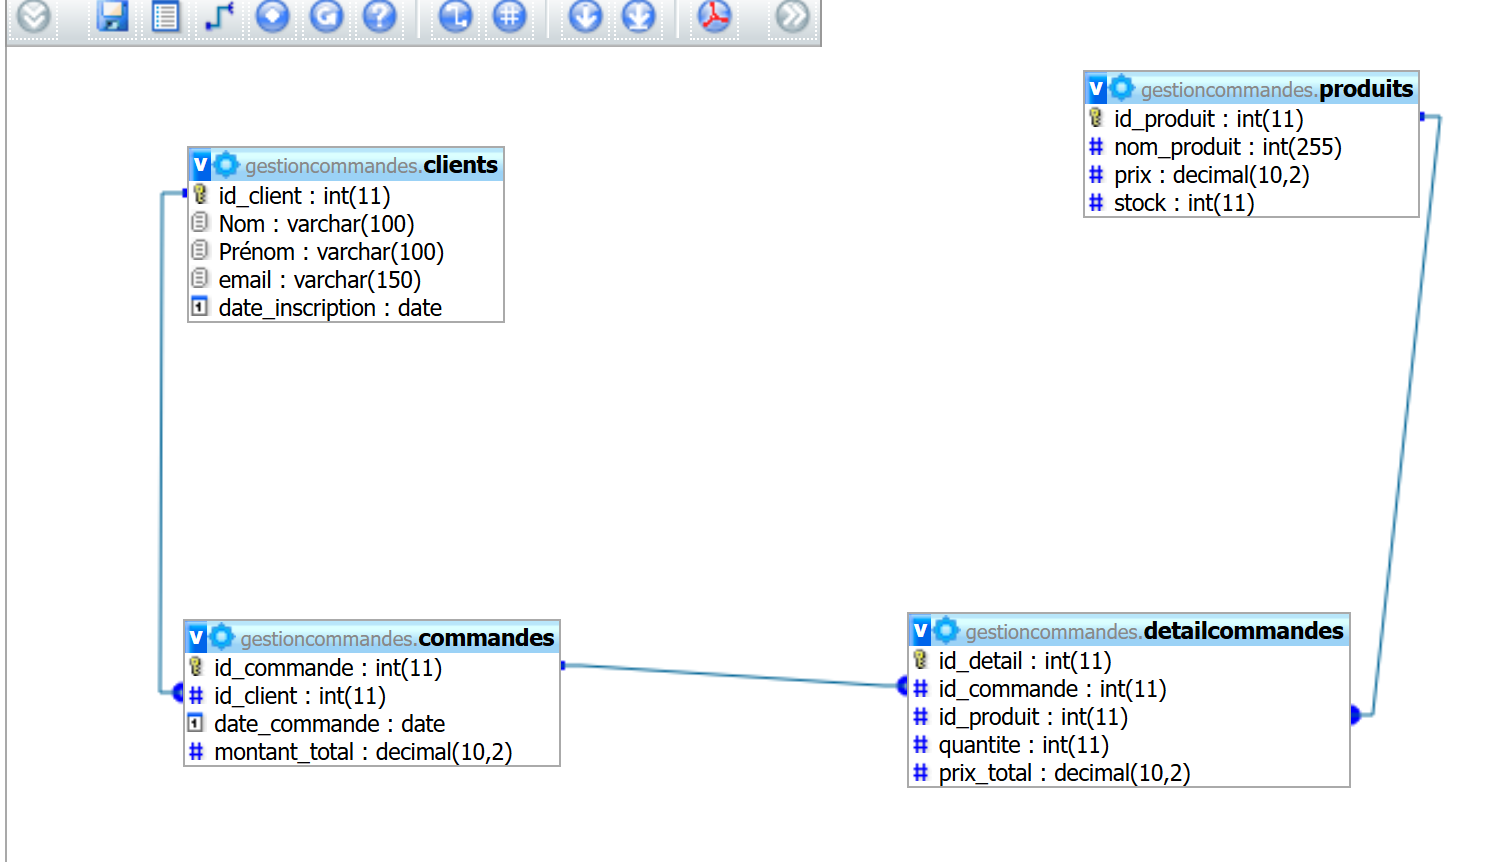 v gestioncommandes.clients
id_client : int(11)
Nom : varchar(100)
Prénom : varchar(100)
email : varchar(150)
date_inscription : date
v gestioncommandes.produits
id_produit : int(11)
# nom_produit : int(255)
# prix : decimal(10,2)
# stock : int(11)
v gestioncommandes.commandes
id_commande : int(11)
# id_client : int(11)
date_commande : date
# montant_total : decimal(10,2)
v gestioncommandes.detailcommandes
id_detail : int(11)
# id_commande : int(11)
# id_produit : int(11)
# quantite : int(11)
# prix_total : decimal(10,2)